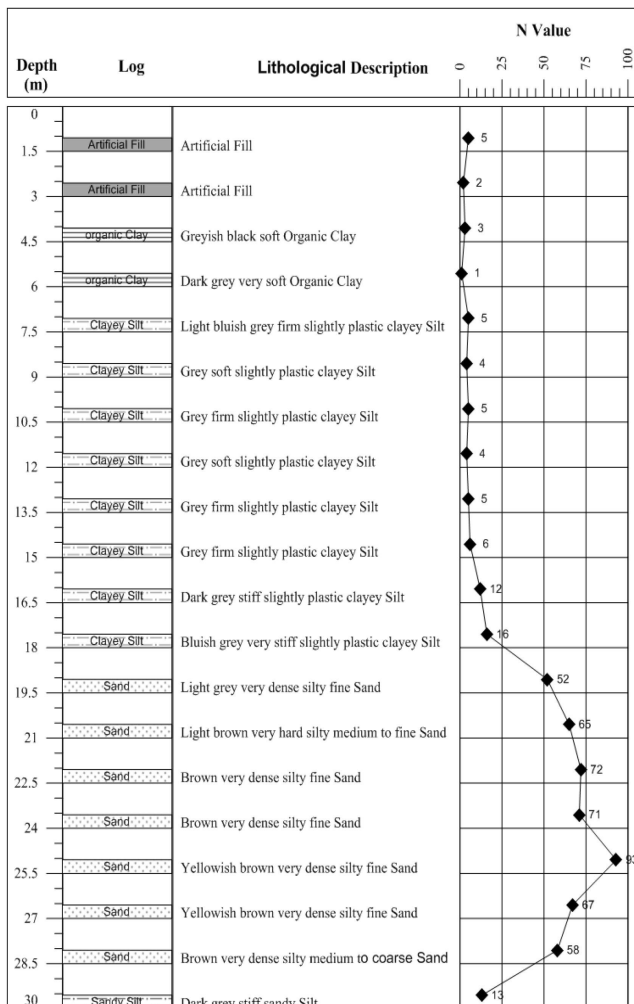 N Value
Depth (m) Log Lithological Description 0 25 50 75 100
0
Artificial Fill Artificial Fill 5
1.5
Artificial Fill Artificial Fill 2
3
organic Clay Greyish black soft Organic Clay 3
4.5
organic Clay Dark grey very soft Organic Clay 1
6
Clayey Silt Light bluish grey firm slightly plastic clayey Silt 5
7.5
Clayey Silt Grey soft slightly plastic clayey Silt 4
9
Clayey Silt Grey firm slightly plastic clayey Silt 5
10.5
Clayey Silt Grey soft slightly plastic clayey Silt 4
12
Clayey Silt Grey firm slightly plastic clayey Silt 5
13.5
Clayey Silt Grey firm slightly plastic clayey Silt 6
15
Clayey Silt Dark grey stiff slightly plastic clayey Silt 12
16.5
Clayey Silt Bluish grey very stiff slightly plastic clayey Silt 16
18
Sand Light grey very dense silty fine Sand 52
19.5
Sand Light brown very hard silty medium to fine Sand 65
21
Sand Brown very dense silty fine Sand 72
22.5
Sand Brown very dense silty fine Sand 71
24
Sand Yellowish brown very dense silty fine Sand 93
25.5
Sand Yellowish brown very dense silty fine Sand 67
27
Sand Brown very dense silty medium to coarse Sand 58
28.5
30 Sandy Silt Dark grey stiff sandy Silt 13